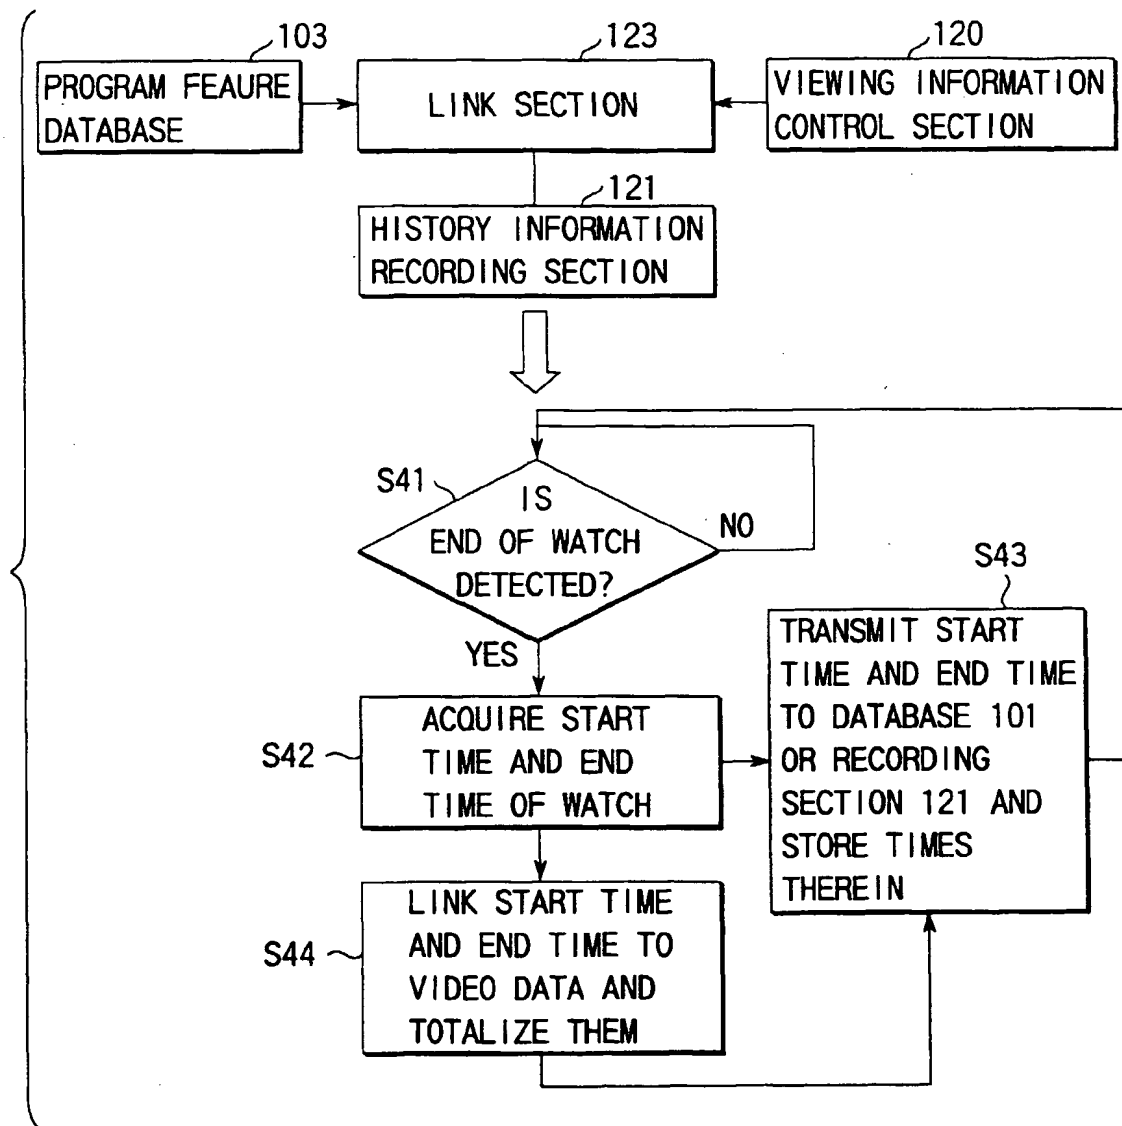 103
PROGRAM FEAURE
DATABASE
123
LINK SECTION
120
VIEWING INFORMATION
CONTROL SECTION
121
HISTORY INFORMATION
RECORDING SECTION
S41
IS
END OF WATCH
DETECTED?
NO
YES
S42
ACQUIRE START
TIME AND END
TIME OF WATCH
S43
TRANSMIT START
TIME AND END TIME
TO DATABASE 101
OR RECORDING
SECTION 121 AND
STORE TIMES
THEREIN
S44
LINK START TIME
AND END TIME TO
VIDEO DATA AND
TOTALIZE THEM